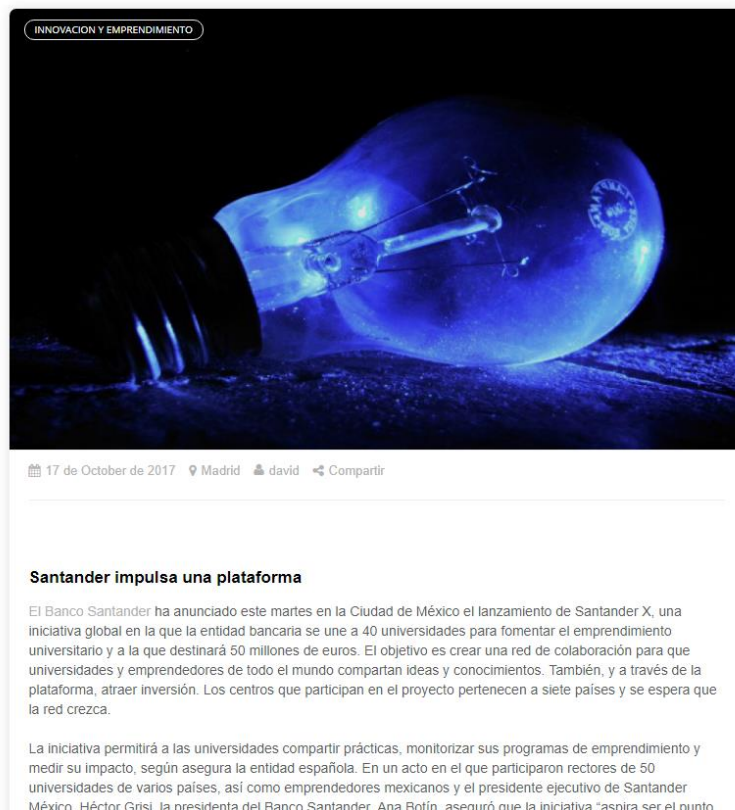 INNOVACION Y EMPRENDIMIENTO
17 de October de 2017 Madrid david Compartir
Santander impulsa una plataforma
El Banco Santander ha anunciado este martes en la Ciudad de México el lanzamiento de Santander X, una
iniciativa global en la que la entidad bancaria se une a 40 universidades para fomentar el emprendimiento
universitario y a la que destinará 50 millones de euros. El objetivo es crear una red de colaboración para que
universidades y emprendedores de todo el mundo compartan ideas y conocimientos. También, y a través de la
plataforma, atraer inversión. Los centros que participan en el proyecto pertenecen a siete países y se espera que
la red crezca.
La iniciativa permitirá a las universidades compartir prácticas, monitorizar sus programas de emprendimiento y
medir su impacto, según asegura la entidad española. En un acto en el que participaron rectores de 50
universidades de varios países, así como emprendedores mexicanos y el presidente ejecutivo de Santander
México, Héctor Grisi, la presidenta del Banco Santander, Ana Botín, aseguró que la iniciativa “aspira ser el punto